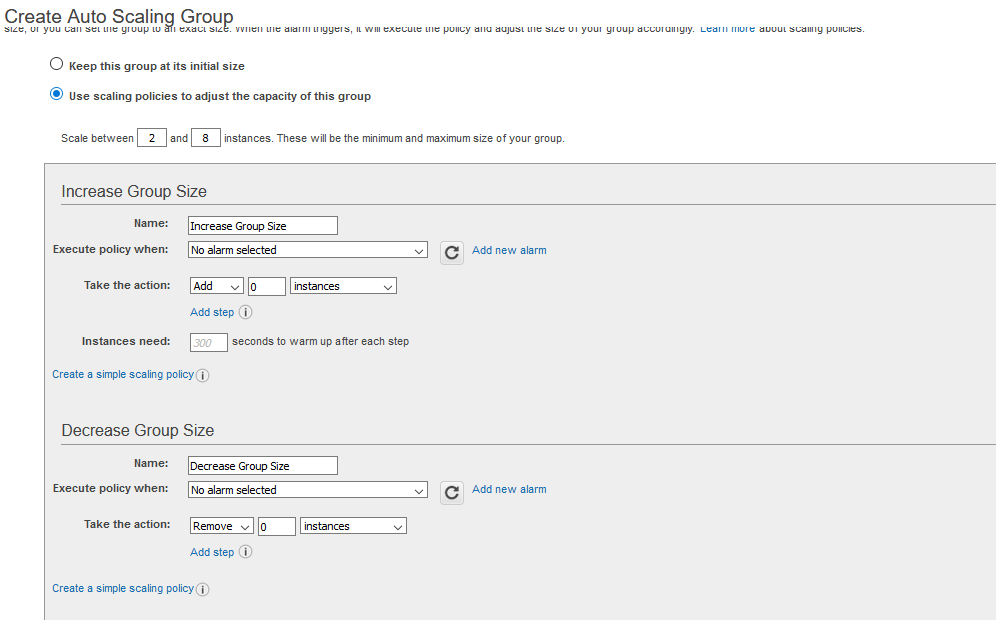 Create Auto Scaling Group
size, or you can set the group to an exact size. When the alarm triggers, it will execute the policy and adjust the size of your group accordingly. Learn more about scaling policies.
Keep this group at its initial size
Use scaling policies to adjust the capacity of this group
Scale between 2 and 8 instances. These will be the minimum and maximum size of your group.
Increase Group Size
Name: Increase Group Size
Execute policy when: No alarm selected Add new alarm
Take the action: Add 0 instances
Add step i
Instances need: 300 seconds to warm up after each step
Create a simple scaling policy i
Decrease Group Size
Name: Decrease Group Size
Execute policy when: No alarm selected Add new alarm
Take the action: Remove 0 instances
Add step i
Create a simple scaling policy i